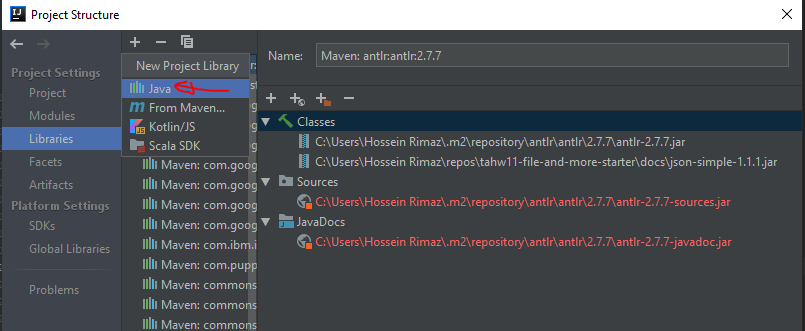 Project Structure
Project Settings
Project
Modules
Libraries
Facets
Artifacts
Platform Settings
SDKs
Global Libraries
Problems
New Project Library
Java
From Maven...
Kotlin/JS
Scala SDK
Maven: com.goog
Maven: com.goog
Maven: com.goog
Maven: com.goog
Maven: com.ibm.i
Maven: com.pupp
Maven: commons
Maven: commons
Maven: commons
Name:
Maven: antlr:antlr:2.7.7
Classes
C:\Users\Hossein Rimaz\.m2\repository\antlr\antlr\2.7.7\antlr-2.7.7.jar
C:\Users\Hossein Rimaz\repos\tahw11-file-and-more-starter\docs\json-simple-1.1.1.jar
Sources
C:\Users\Hossein Rimaz\.m2\repository\antlr\antlr\2.7.7\antlr-2.7.7-sources.jar
JavaDocs
C:\Users\Hossein Rimaz\.m2\repository\antlr\antlr\2.7.7\antlr-2.7.7-javadoc.jar